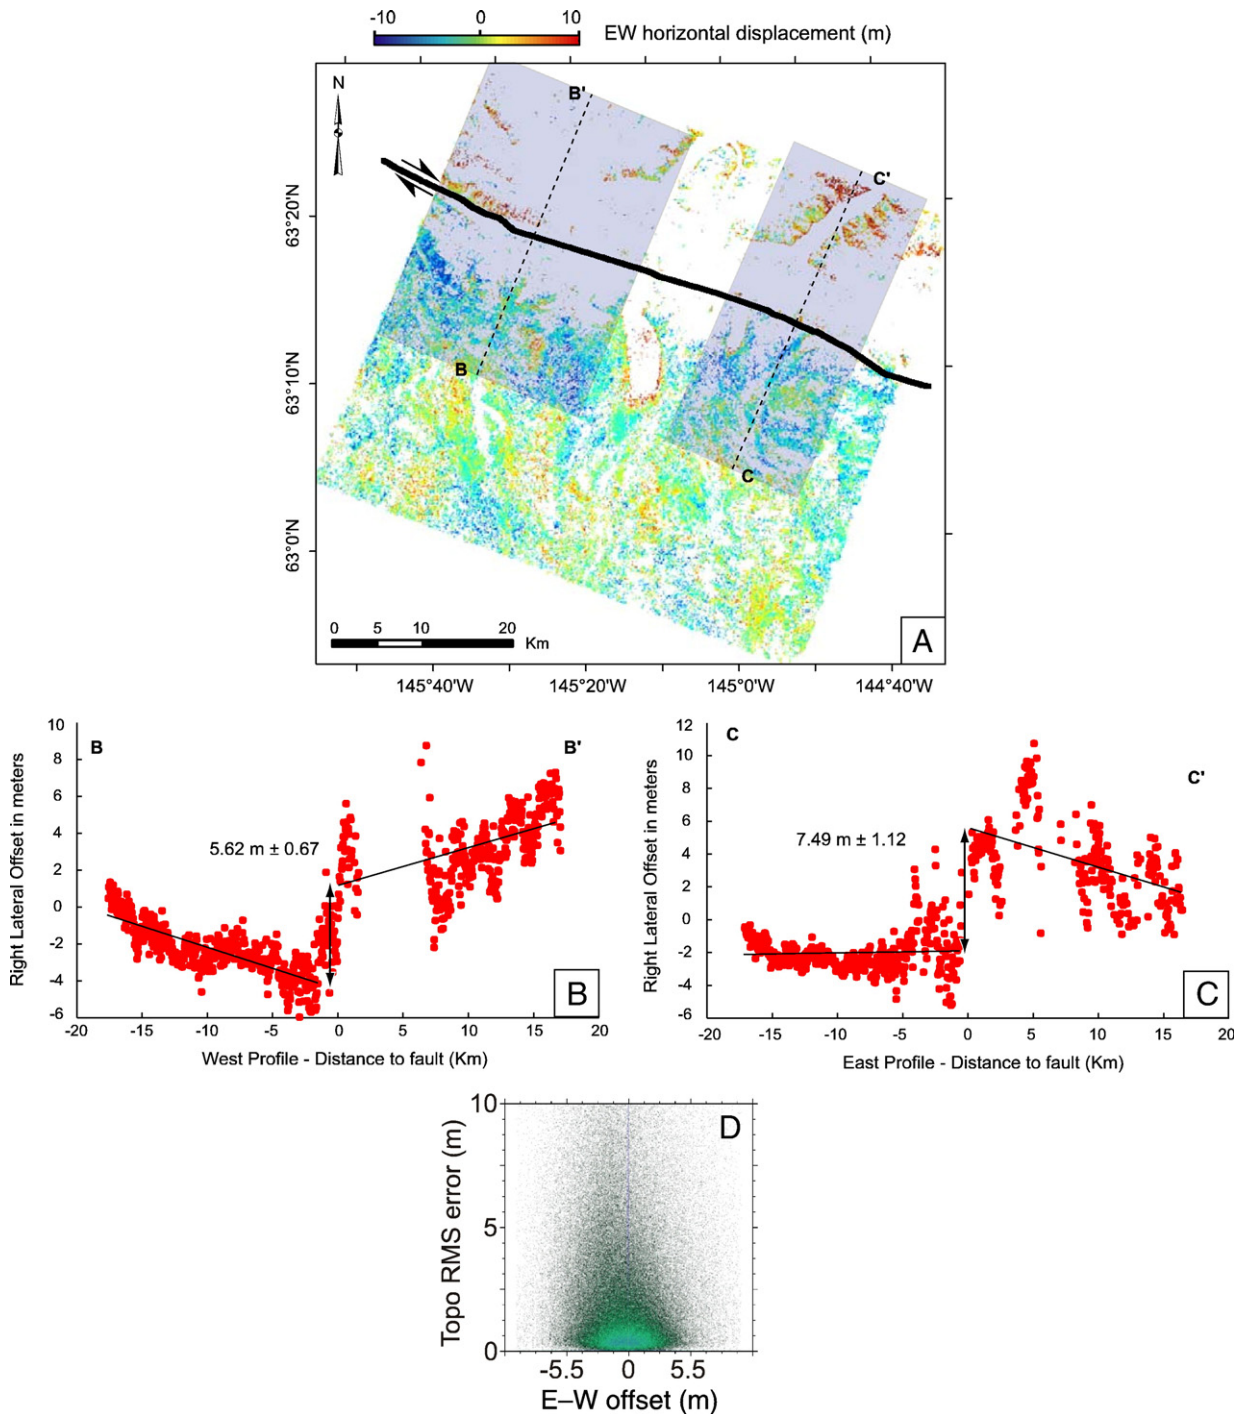 -10 0 10 EW horizontal displacement (m)
N
B'
C'
B
C
63°20'N
63°10'N
63°0'N
0 5 10 20 Km
A
145°40'W 145°20'W 145°0'W 144°40'W
Right Lateral Offset in meters
10
8
6
4
2
0
-2
-4
-6
B
B'
5.62 m ± 0.67
B
-20 -15 -10 -5 0 5 10 15 20
West Profile - Distance to fault (Km)
Right Lateral Offset in meters
12
10
8
6
4
2
0
-2
-4
-6
C
C'
7.49 m ± 1.12
C
-20 -15 -10 -5 0 5 10 15 20
East Profile - Distance to fault (Km)
Topo RMS error (m)
10
5
0
D
-5.5 0 5.5
E–W offset (m)